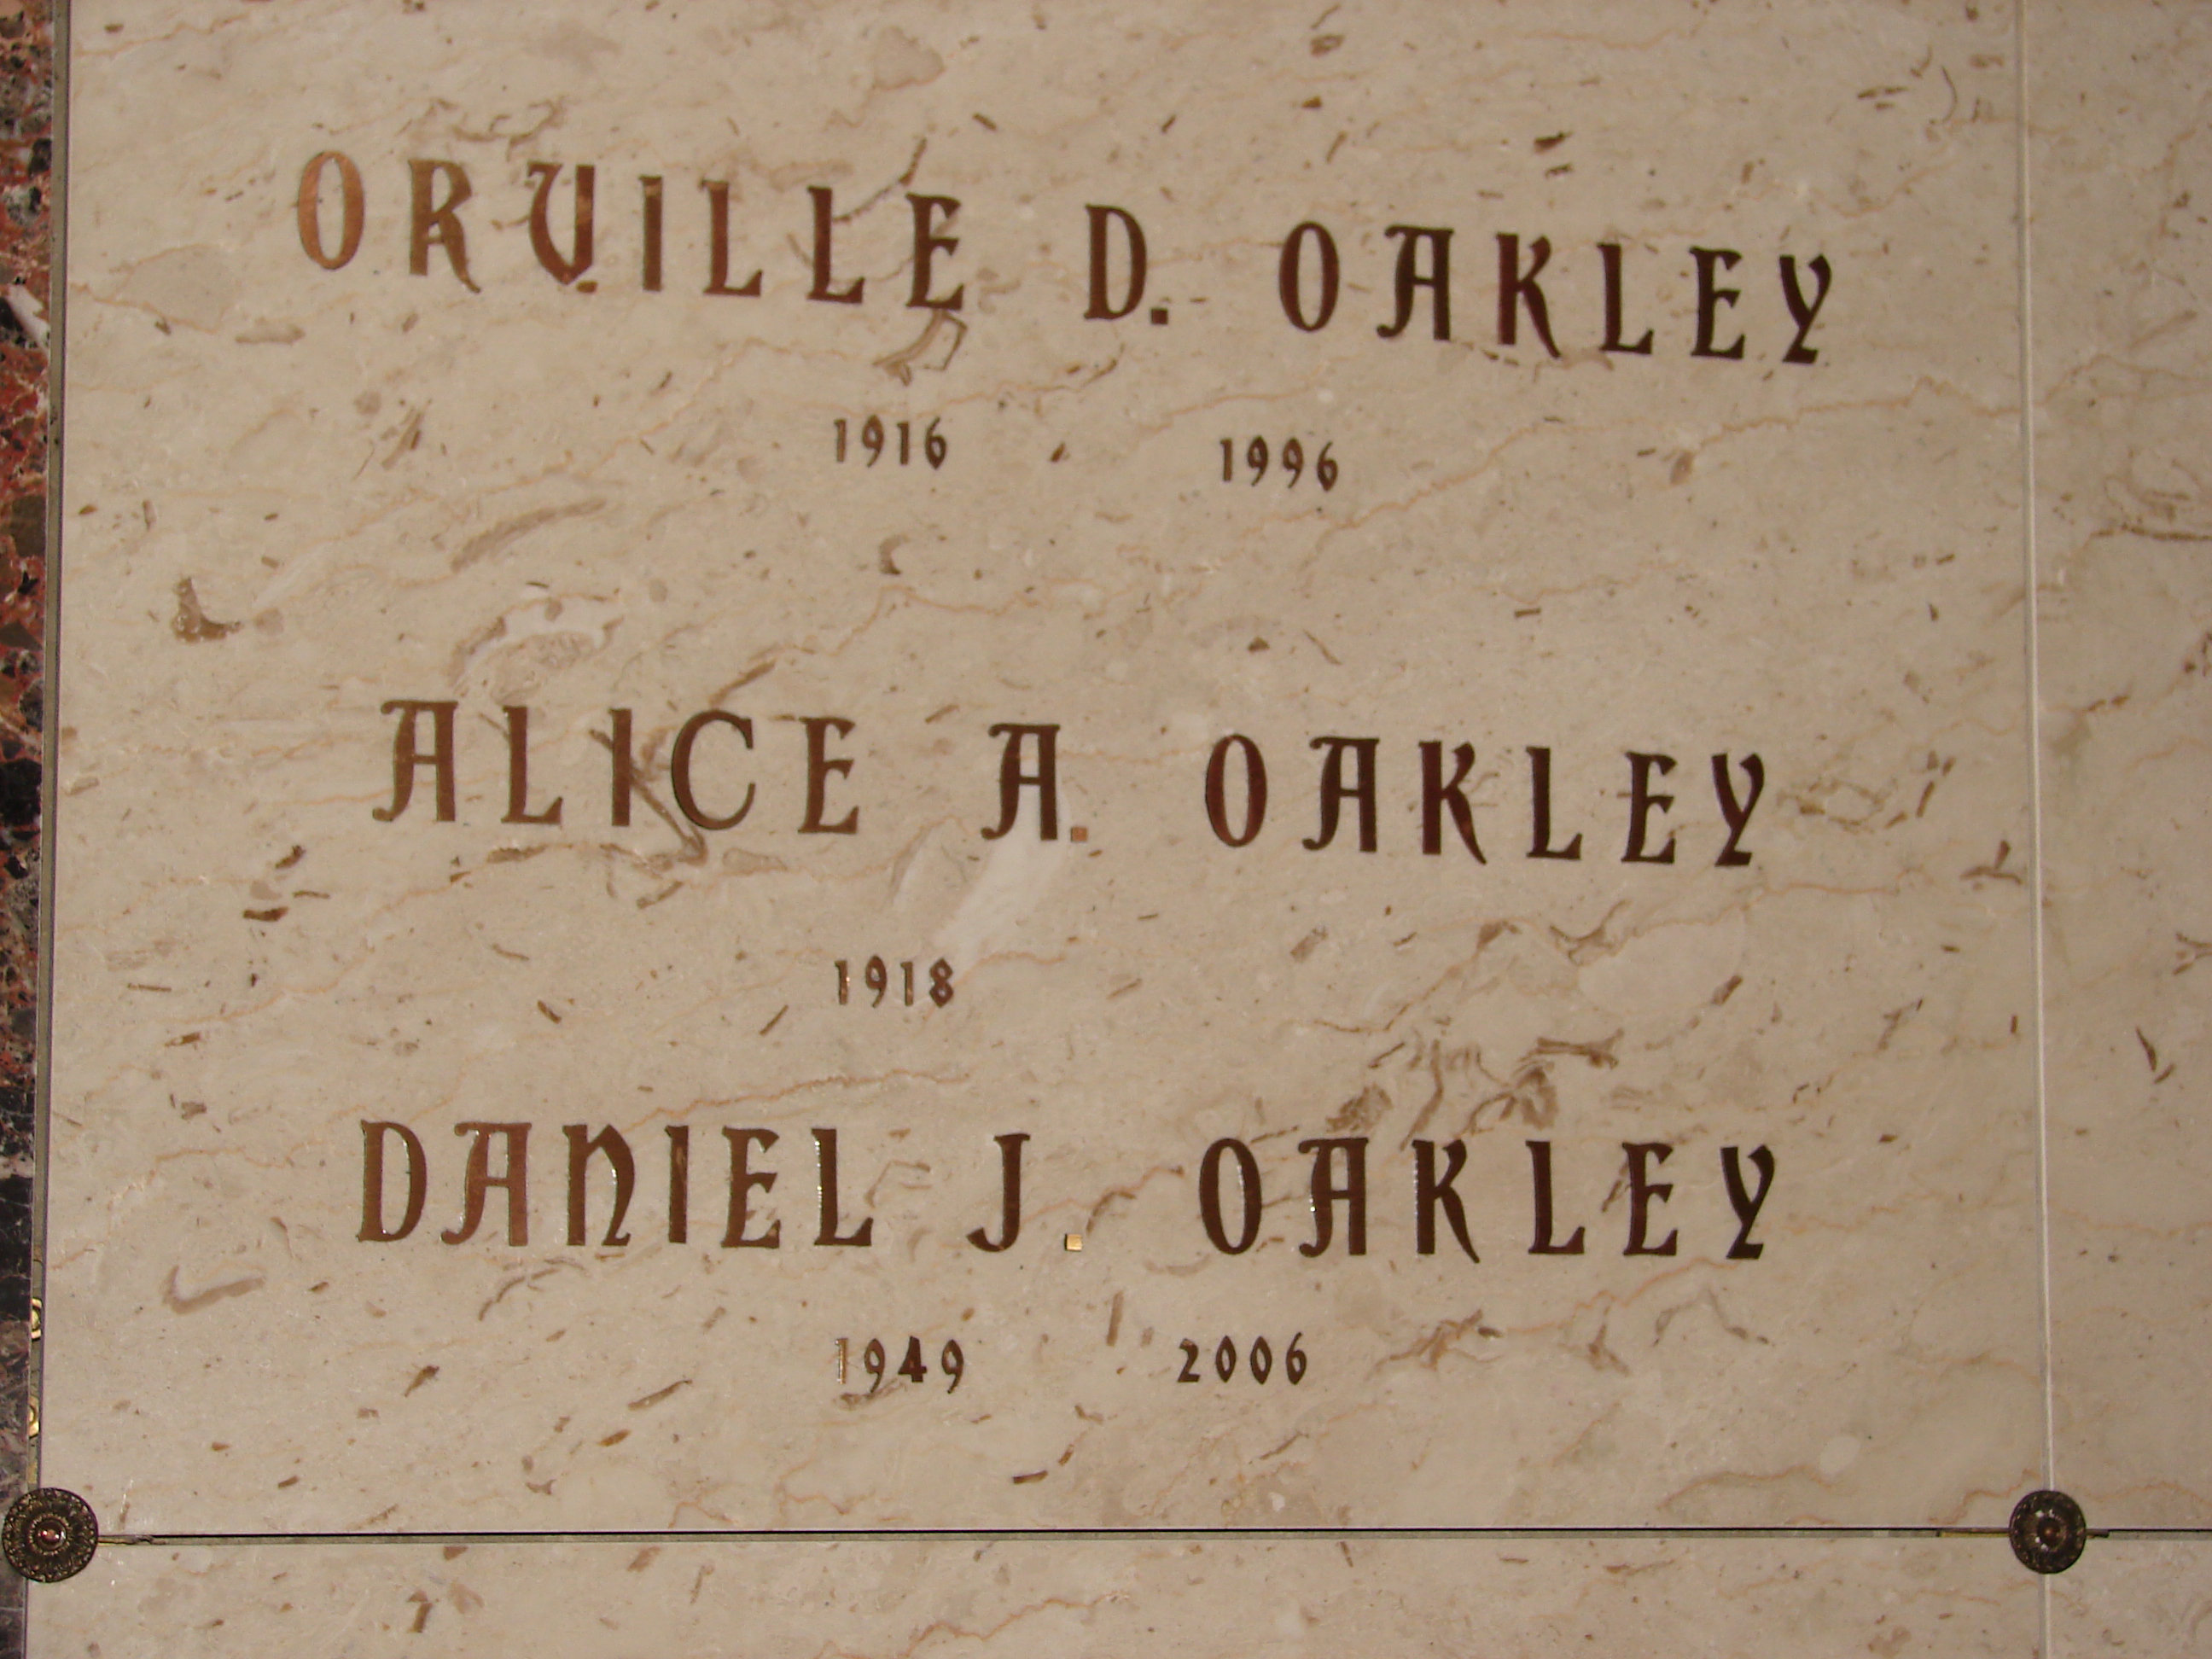 ORVILLE D. OAKLEY
1916 1996
ALICE A. OAKLEY
1918
DANIEL J. OAKLEY
1949 2006